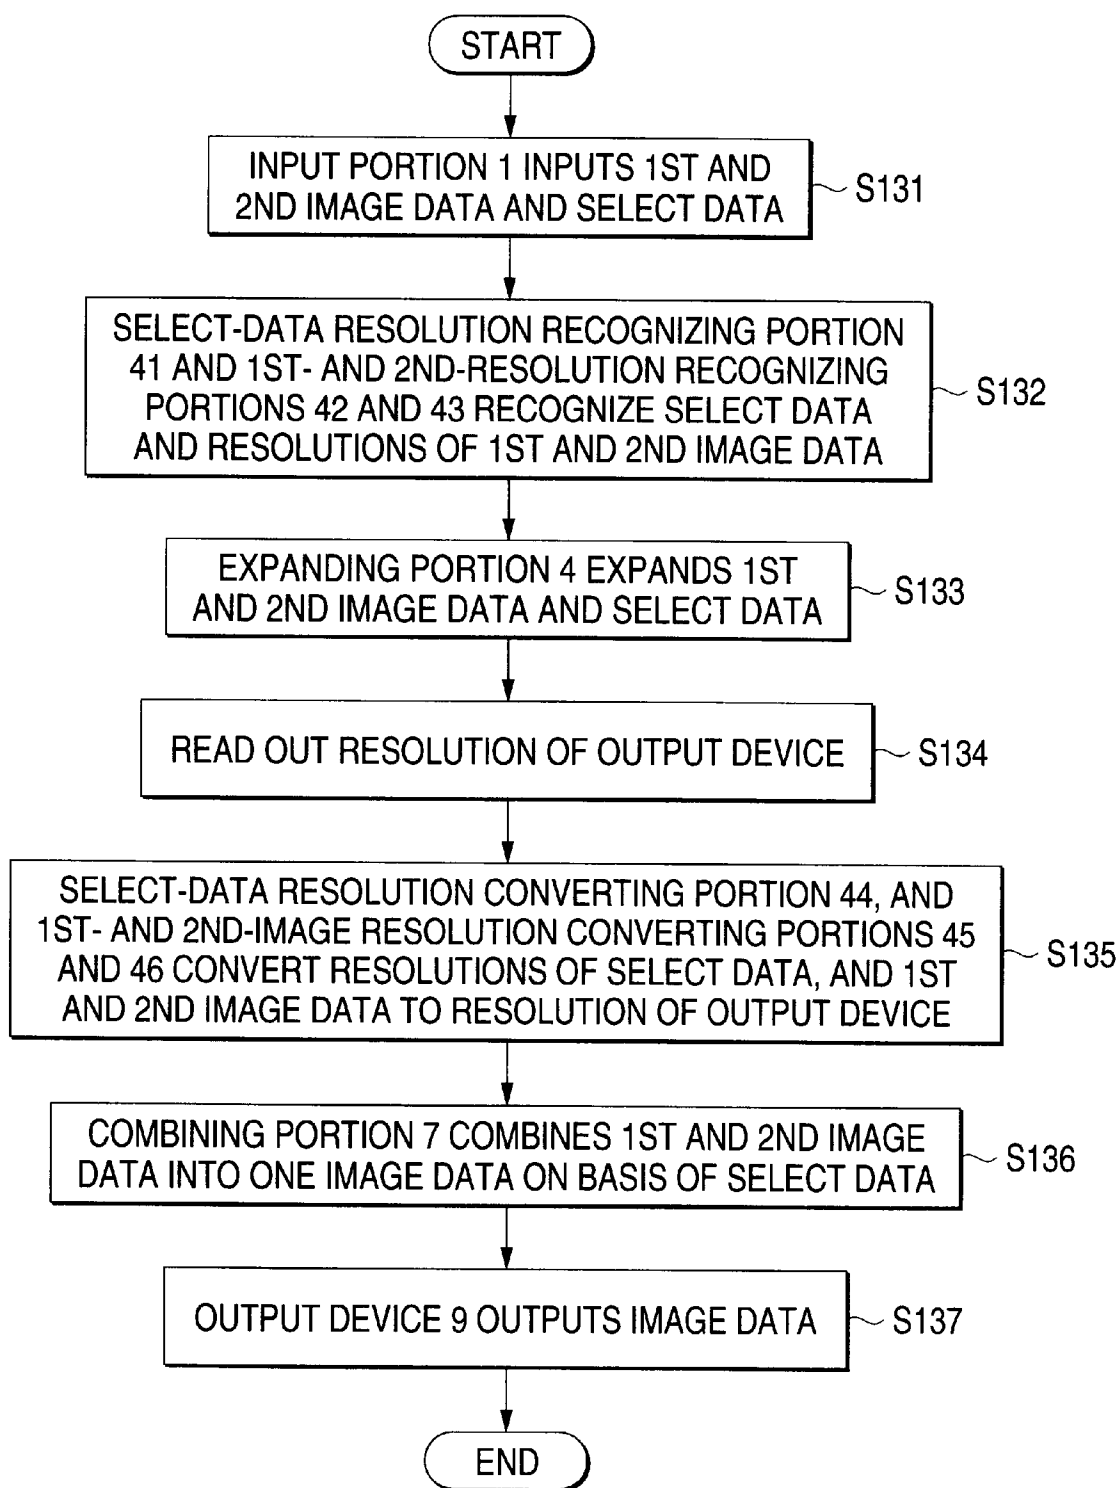 START
INPUT PORTION 1 INPUTS 1ST AND
2ND IMAGE DATA AND SELECT DATA
S131
SELECT-DATA RESOLUTION RECOGNIZING PORTION
41 AND 1ST- AND 2ND-RESOLUTION RECOGNIZING
PORTIONS 42 AND 43 RECOGNIZE SELECT DATA
AND RESOLUTIONS OF 1ST AND 2ND IMAGE DATA
S132
EXPANDING PORTION 4 EXPANDS 1ST
AND 2ND IMAGE DATA AND SELECT DATA
S133
READ OUT RESOLUTION OF OUTPUT DEVICE
S134
SELECT-DATA RESOLUTION CONVERTING PORTION 44, AND
1ST- AND 2ND-IMAGE RESOLUTION CONVERTING PORTIONS 45
AND 46 CONVERT RESOLUTIONS OF SELECT DATA, AND 1ST
AND 2ND IMAGE DATA TO RESOLUTION OF OUTPUT DEVICE
S135
COMBINING PORTION 7 COMBINES 1ST AND 2ND IMAGE
DATA INTO ONE IMAGE DATA ON BASIS OF SELECT DATA
S136
OUTPUT DEVICE 9 OUTPUTS IMAGE DATA
S137
END